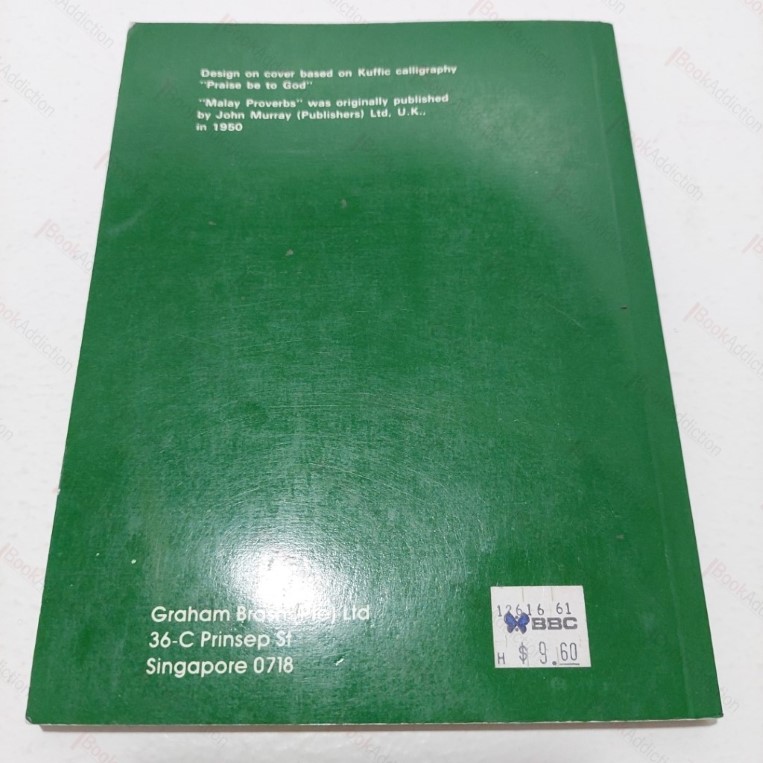 Design on cover based on Kuffic calligraphy
"Praise be to God"
"Malay Proverbs" was originally published
by John Murray (Publishers) Ltd, U.K.,
in 1950
Graham Brash (Pte) Ltd
36-C Prinsep St
Singapore 0718
12616 61
BBC
H $ 9.60
BookAddiction